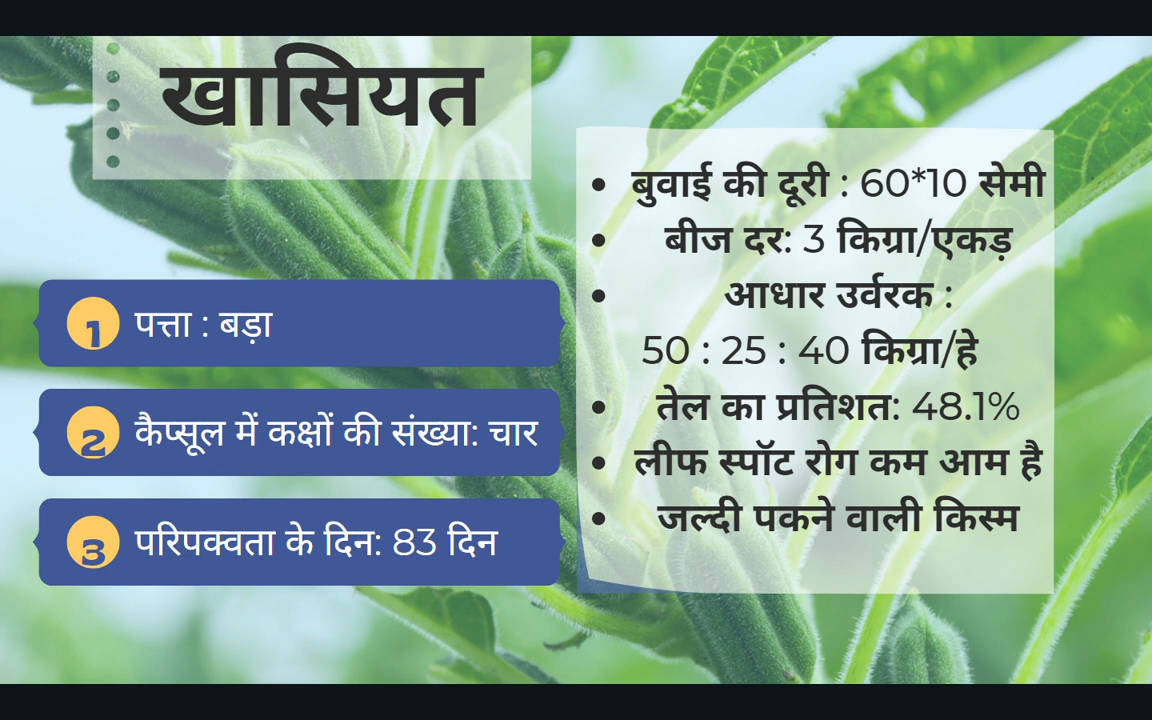 खासियत
1 पत्ता : बड़ा
2 कैप्सूल में कक्षों की संख्या: चार
3 परिपक्वता के दिन: 83 दिन
• बुवाई की दूरी : 60*10 सेमी
• बीज दर: 3 किग्रा/एकड़
• आधार उर्वरक :
50 : 25 : 40 किग्रा/हे
• तेल का प्रतिशत: 48.1%
• लीफ स्पॉट रोग कम आम है
• जल्दी पकने वाली किस्म